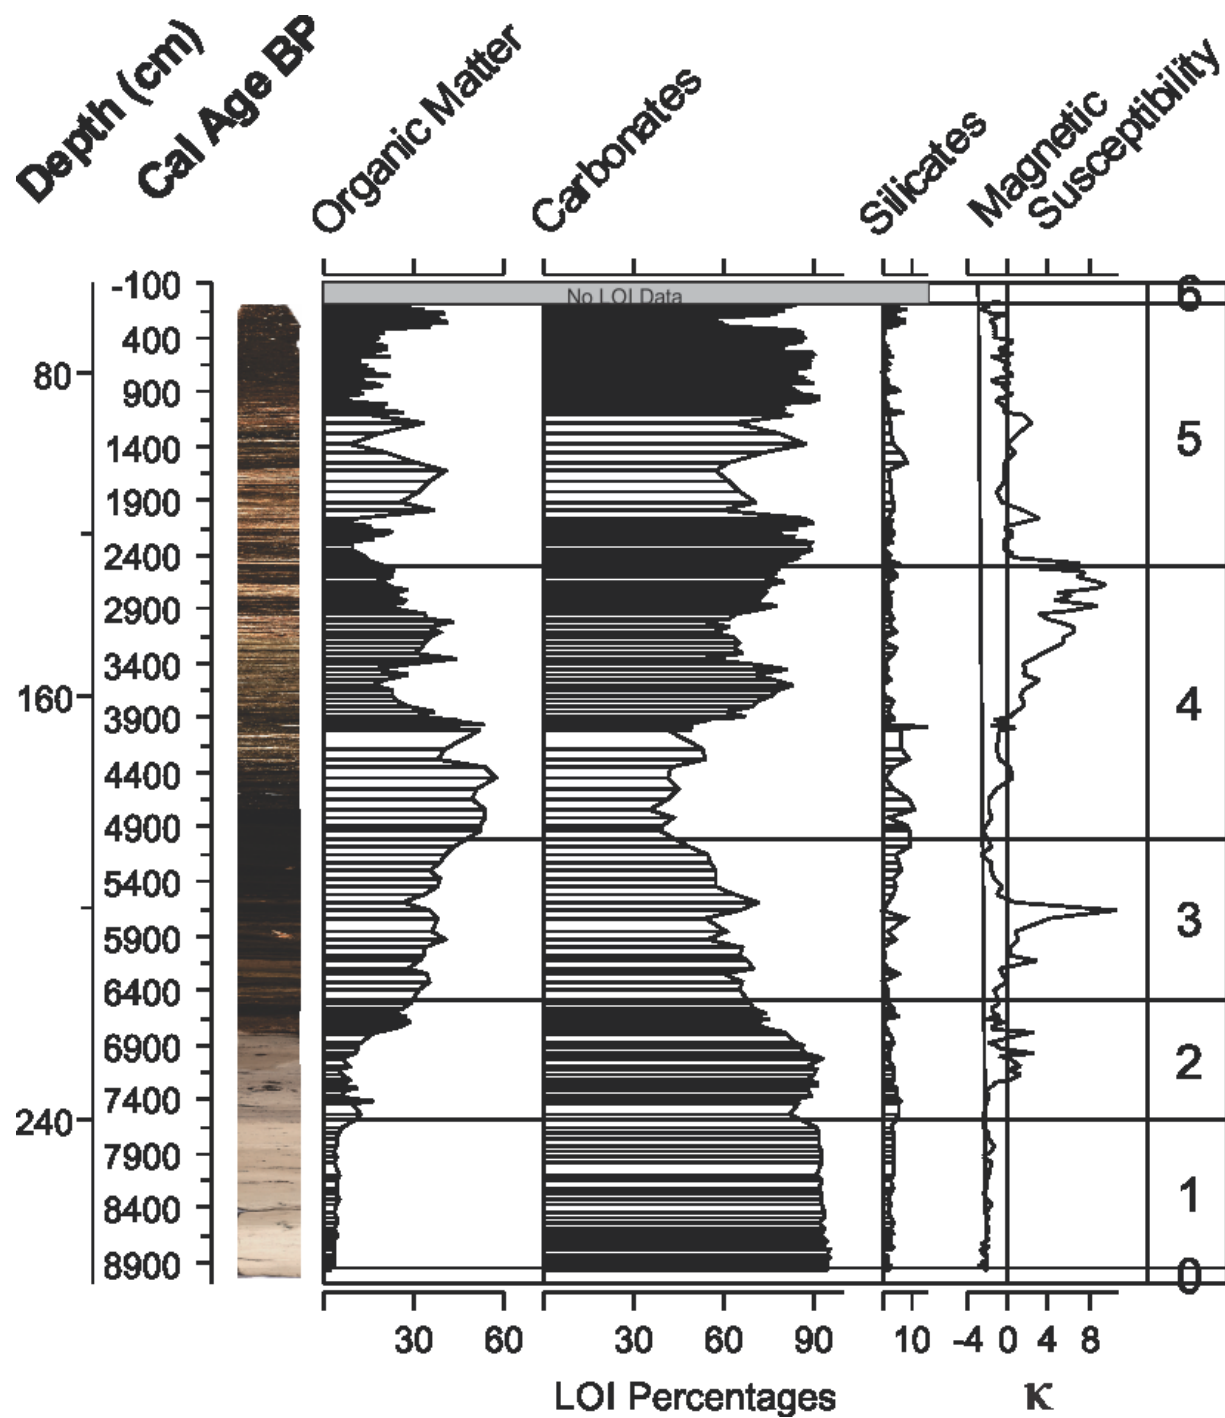 Depth (cm)
Cal Age BP
Organic Matter
Carbonates
Silicates
Magnetic
Susceptibility
-100
No LOI Data
6
400
80
900
1400
5
1900
2400
2900
3400
160
3900
4
4400
4900
5400
5900
3
6400
6900
2
7400
240
7900
8400
1
8900
0
30 60 30 60 90 10 -4 0 4 8
LOI Percentages κ